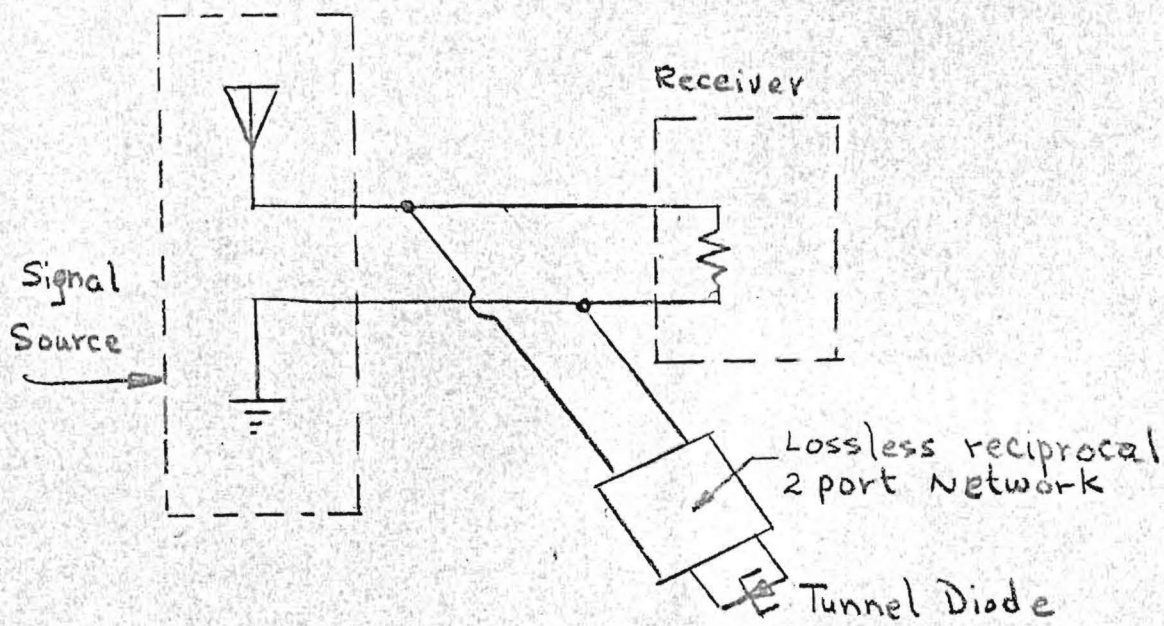 Receiver
Signal
Source
Lossless reciprocal
2 port Network
Tunnel Diode